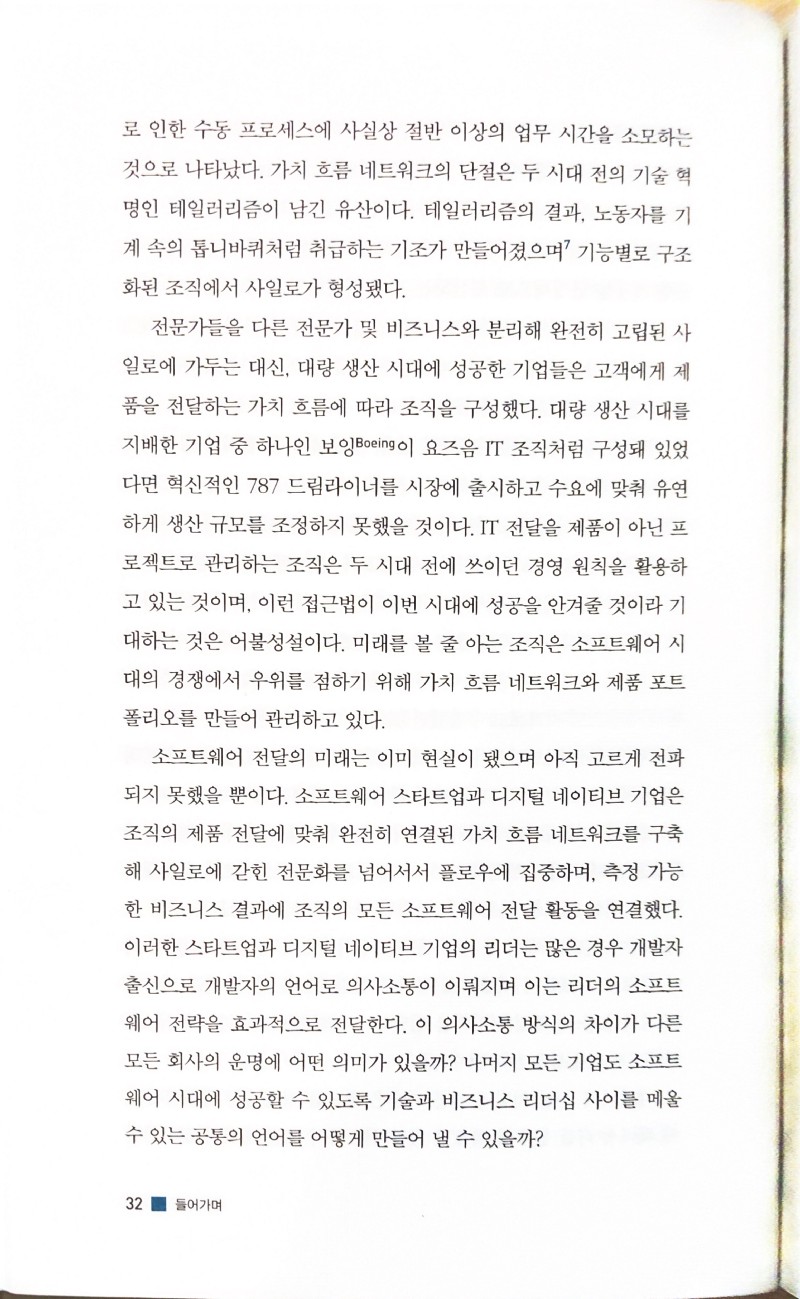 로 인한 수동 프로세스에 사실상 절반 이상의 업무 시간을 소모하는
것으로 나타났다. 가치 흐름 네트워크의 단절은 두 시대 전의 기술 혁
명인 테일러리즘이 남긴 유산이다. 테일러리즘의 결과, 노동자를 기
계 속의 톱니바퀴처럼 취급하는 기조가 만들어졌으며7 기능별로 구조
화된 조직에서 사일로가 형성됐다.
전문가들을 다른 전문가 및 비즈니스와 분리해 완전히 고립된 사
일로에 가두는 대신, 대량 생산 시대에 성공한 기업들은 고객에게 제
품을 전달하는 가치 흐름에 따라 조직을 구성했다. 대량 생산 시대를
지배한 기업 중 하나인 보잉Boeing이 요즈음 IT 조직처럼 구성돼 있었
다면 혁신적인 787 드림라이너를 시장에 출시하고 수요에 맞춰 유연
하게 생산 규모를 조정하지 못했을 것이다. IT 전달을 제품이 아닌 프
로젝트로 관리하는 조직은 두 시대 전에 쓰이던 경영 원칙을 활용하
고 있는 것이며, 이런 접근법이 이번 시대에 성공을 안겨줄 것이라 기
대하는 것은 어불성설이다. 미래를 볼 줄 아는 조직은 소프트웨어 시
대의 경쟁에서 우위를 점하기 위해 가치 흐름 네트워크와 제품 포트
폴리오를 만들어 관리하고 있다.
소프트웨어 전달의 미래는 이미 현실이 됐으며 아직 고르게 전파
되지 못했을 뿐이다. 소프트웨어 스타트업과 디지털 네이티브 기업은
조직의 제품 전달에 맞춰 완전히 연결된 가치 흐름 네트워크를 구축
해 사일로에 갇힌 전문화를 넘어서서 플로우에 집중하며, 측정 가능
한 비즈니스 결과에 조직의 모든 소프트웨어 전달 활동을 연결했다.
이러한 스타트업과 디지털 네이티브 기업의 리더는 많은 경우 개발자
출신으로 개발자의 언어로 의사소통이 이뤄지며 이는 리더의 소프트
웨어 전략을 효과적으로 전달한다. 이 의사소통 방식의 차이가 다른
모든 회사의 운명에 어떤 의미가 있을까? 나머지 모든 기업도 소프트
웨어 시대에 성공할 수 있도록 기술과 비즈니스 리더십 사이를 메울
수 있는 공통의 언어를 어떻게 만들어 낼 수 있을까?
32 들어가며